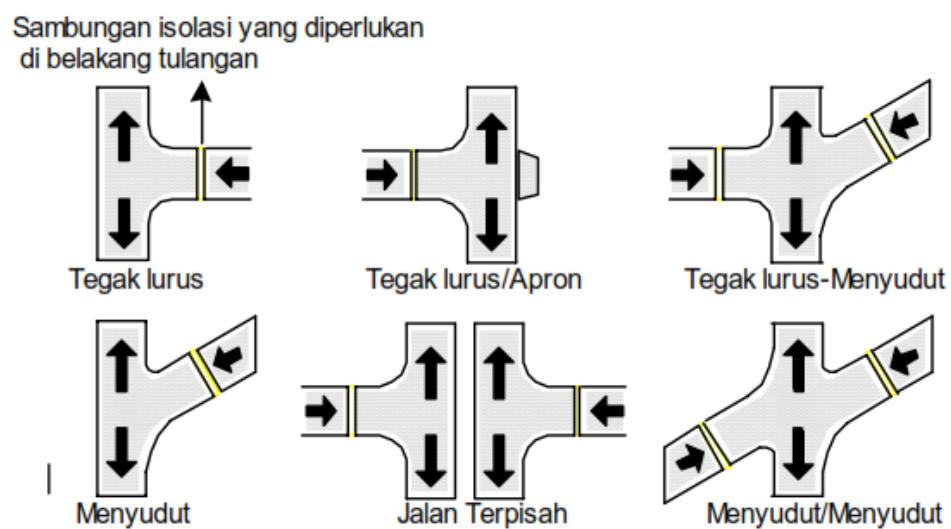 Sambungan isolasi yang diperlukan
di belakang tulangan
Tegak lurus
Tegak lurus/Apron
Tegak lurus-Menyudut
Menyudut
Jalan Terpisah
Menyudut/Menyudut